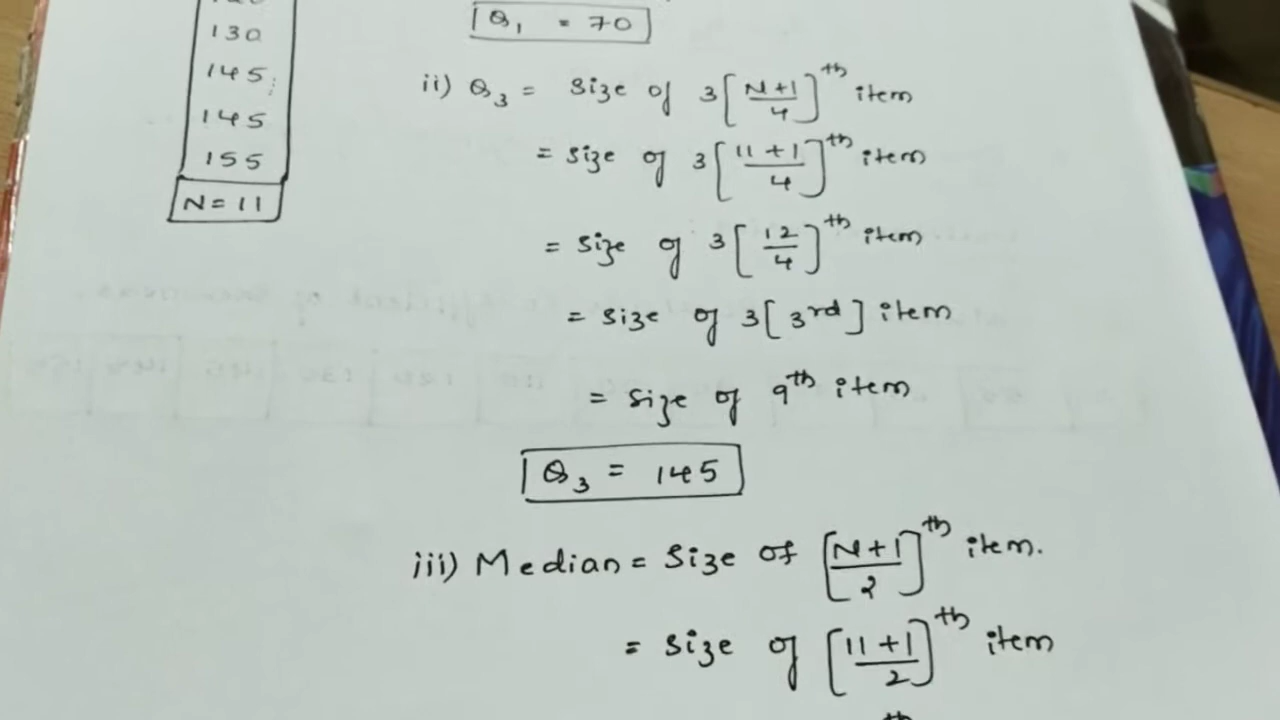 130
145
145
155
N = 11
Q₁ = 70
ii) Q₃ = Size of 3[N+1/4]ᵗʰ item
= Size of 3[11+1/4]ᵗʰ item
= Size of 3[12/4]ᵗʰ item
= Size of 3[3ʳᵈ] item
= Size of 9ᵗʰ item
Q₃ = 145
iii) Median = Size of [N+1/2]ᵗʰ item.
= Size of [11+1/2]ᵗʰ item
th